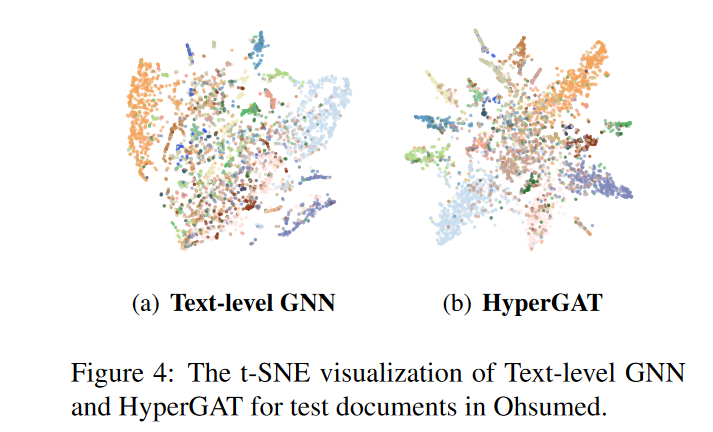 (a) Text-level GNN
(b) HyperGAT
Figure 4: The t-SNE visualization of Text-level GNN
and HyperGAT for test documents in Ohsumed.